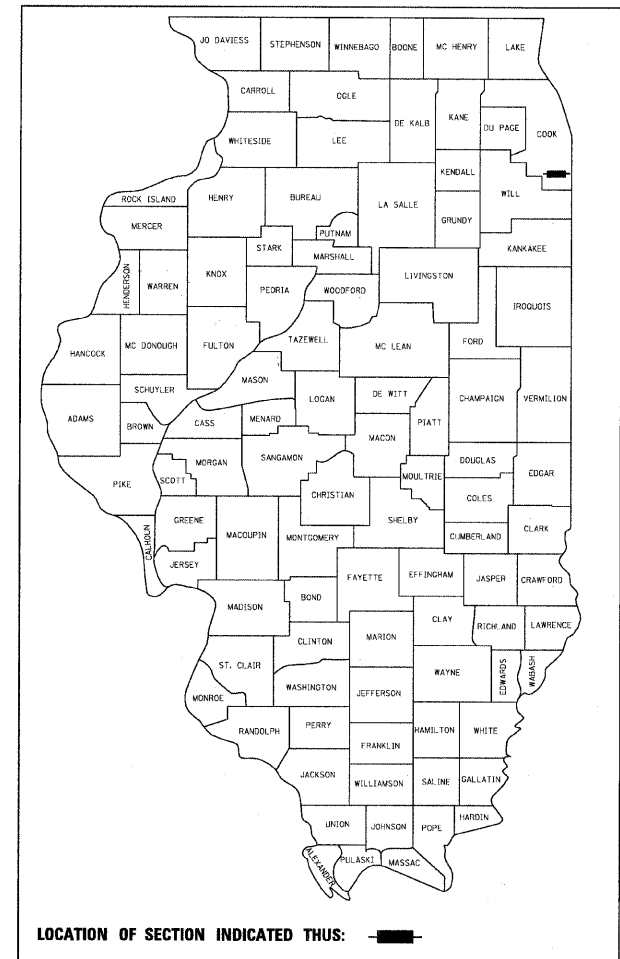 JO DAVIESS
STEPHENSON
WINNEBAGO
BOONE
MC HENRY
LAKE
CARROLL
OGLE
DE KALB
KANE
DU PAGE
COOK
WHITESIDE
LEE
KENDALL
WILL
ROCK ISLAND
HENRY
BUREAU
LA SALLE
GRUNDY
MERCER
PUTNAM
STARK
MARSHALL
KANKAKEE
HENDERSON
WARREN
KNOX
PEORIA
WOODFORD
LIVINGSTON
IROQUOIS
HANCOCK
MC DONOUGH
FULTON
TAZEWELL
MC LEAN
FORD
MASON
SCHUYLER
LOGAN
DE WITT
CHAMPAIGN
VERMILION
ADAMS
BROWN
CASS
MENARD
PIATT
MACON
SANGAMON
MORGAN
DOUGLAS
EDGAR
PIKE
SCOTT
MOULTRIE
CHRISTIAN
COLES
GREENE
MACOUPIN
MONTGOMERY
SHELBY
CLARK
CUMBERLAND
CALHOUN
JERSEY
FAYETTE
EFFINGHAM
JASPER
CRAWFORD
MADISON
BOND
CLAY
RICHLAND
LAWRENCE
CLINTON
MARION
ST. CLAIR
WAYNE
EDWARDS
WABASH
WASHINGTON
JEFFERSON
MONROE
RANDOLPH
PERRY
HAMILTON
WHITE
FRANKLIN
JACKSON
WILLIAMSON
SALINE
GALLATIN
HARDIN
UNION
JOHNSON
POPE
ALEXANDER
PULASKI
MASSAC
LOCATION OF SECTION INDICATED THUS: